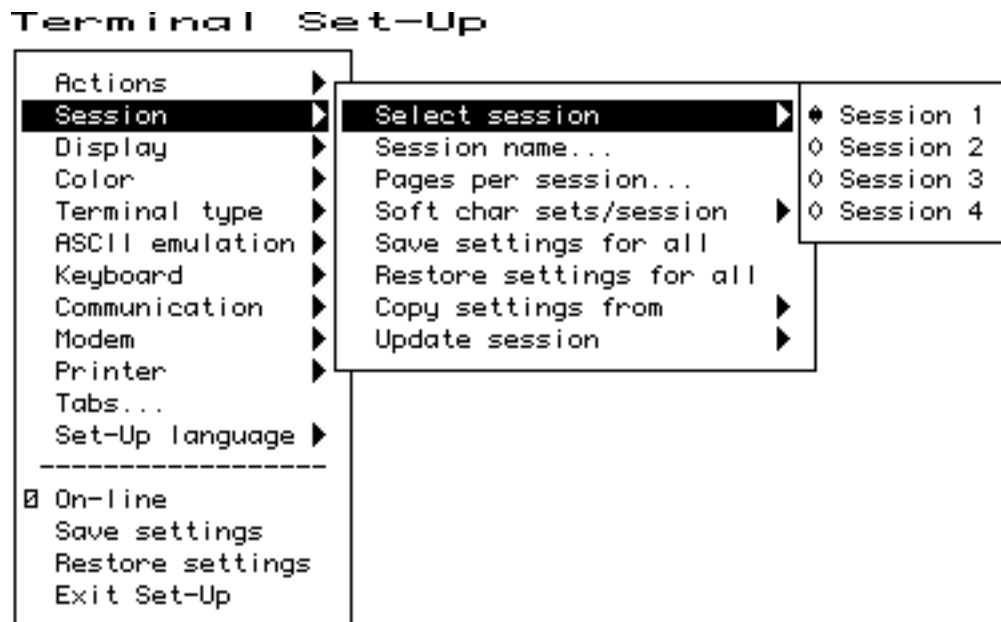 Terminal Set-Up
Actions
Session
Display
Color
Terminal type
ASCII emulation
Keyboard
Communication
Modem
Printer
Tabs...
Set-Up language
------------------
On-line
Save settings
Restore settings
Exit Set-Up
Select session
Session name...
Pages per session...
Soft char sets/session
Save settings for all
Restore settings for all
Copy settings from
Update session
Session 1
Session 2
Session 3
Session 4